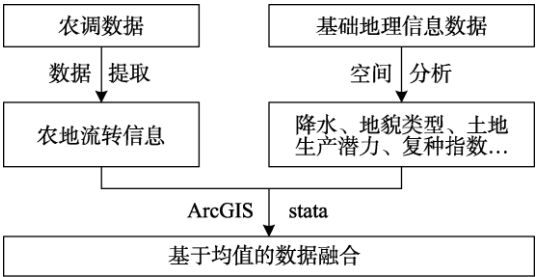 农调数据
基础地理信息数据
数据 提取
空间 分析
农地流转信息
降水、地貌类型、土地
生产潜力、复种指数…
ArcGIS stata
基于均值的数据融合